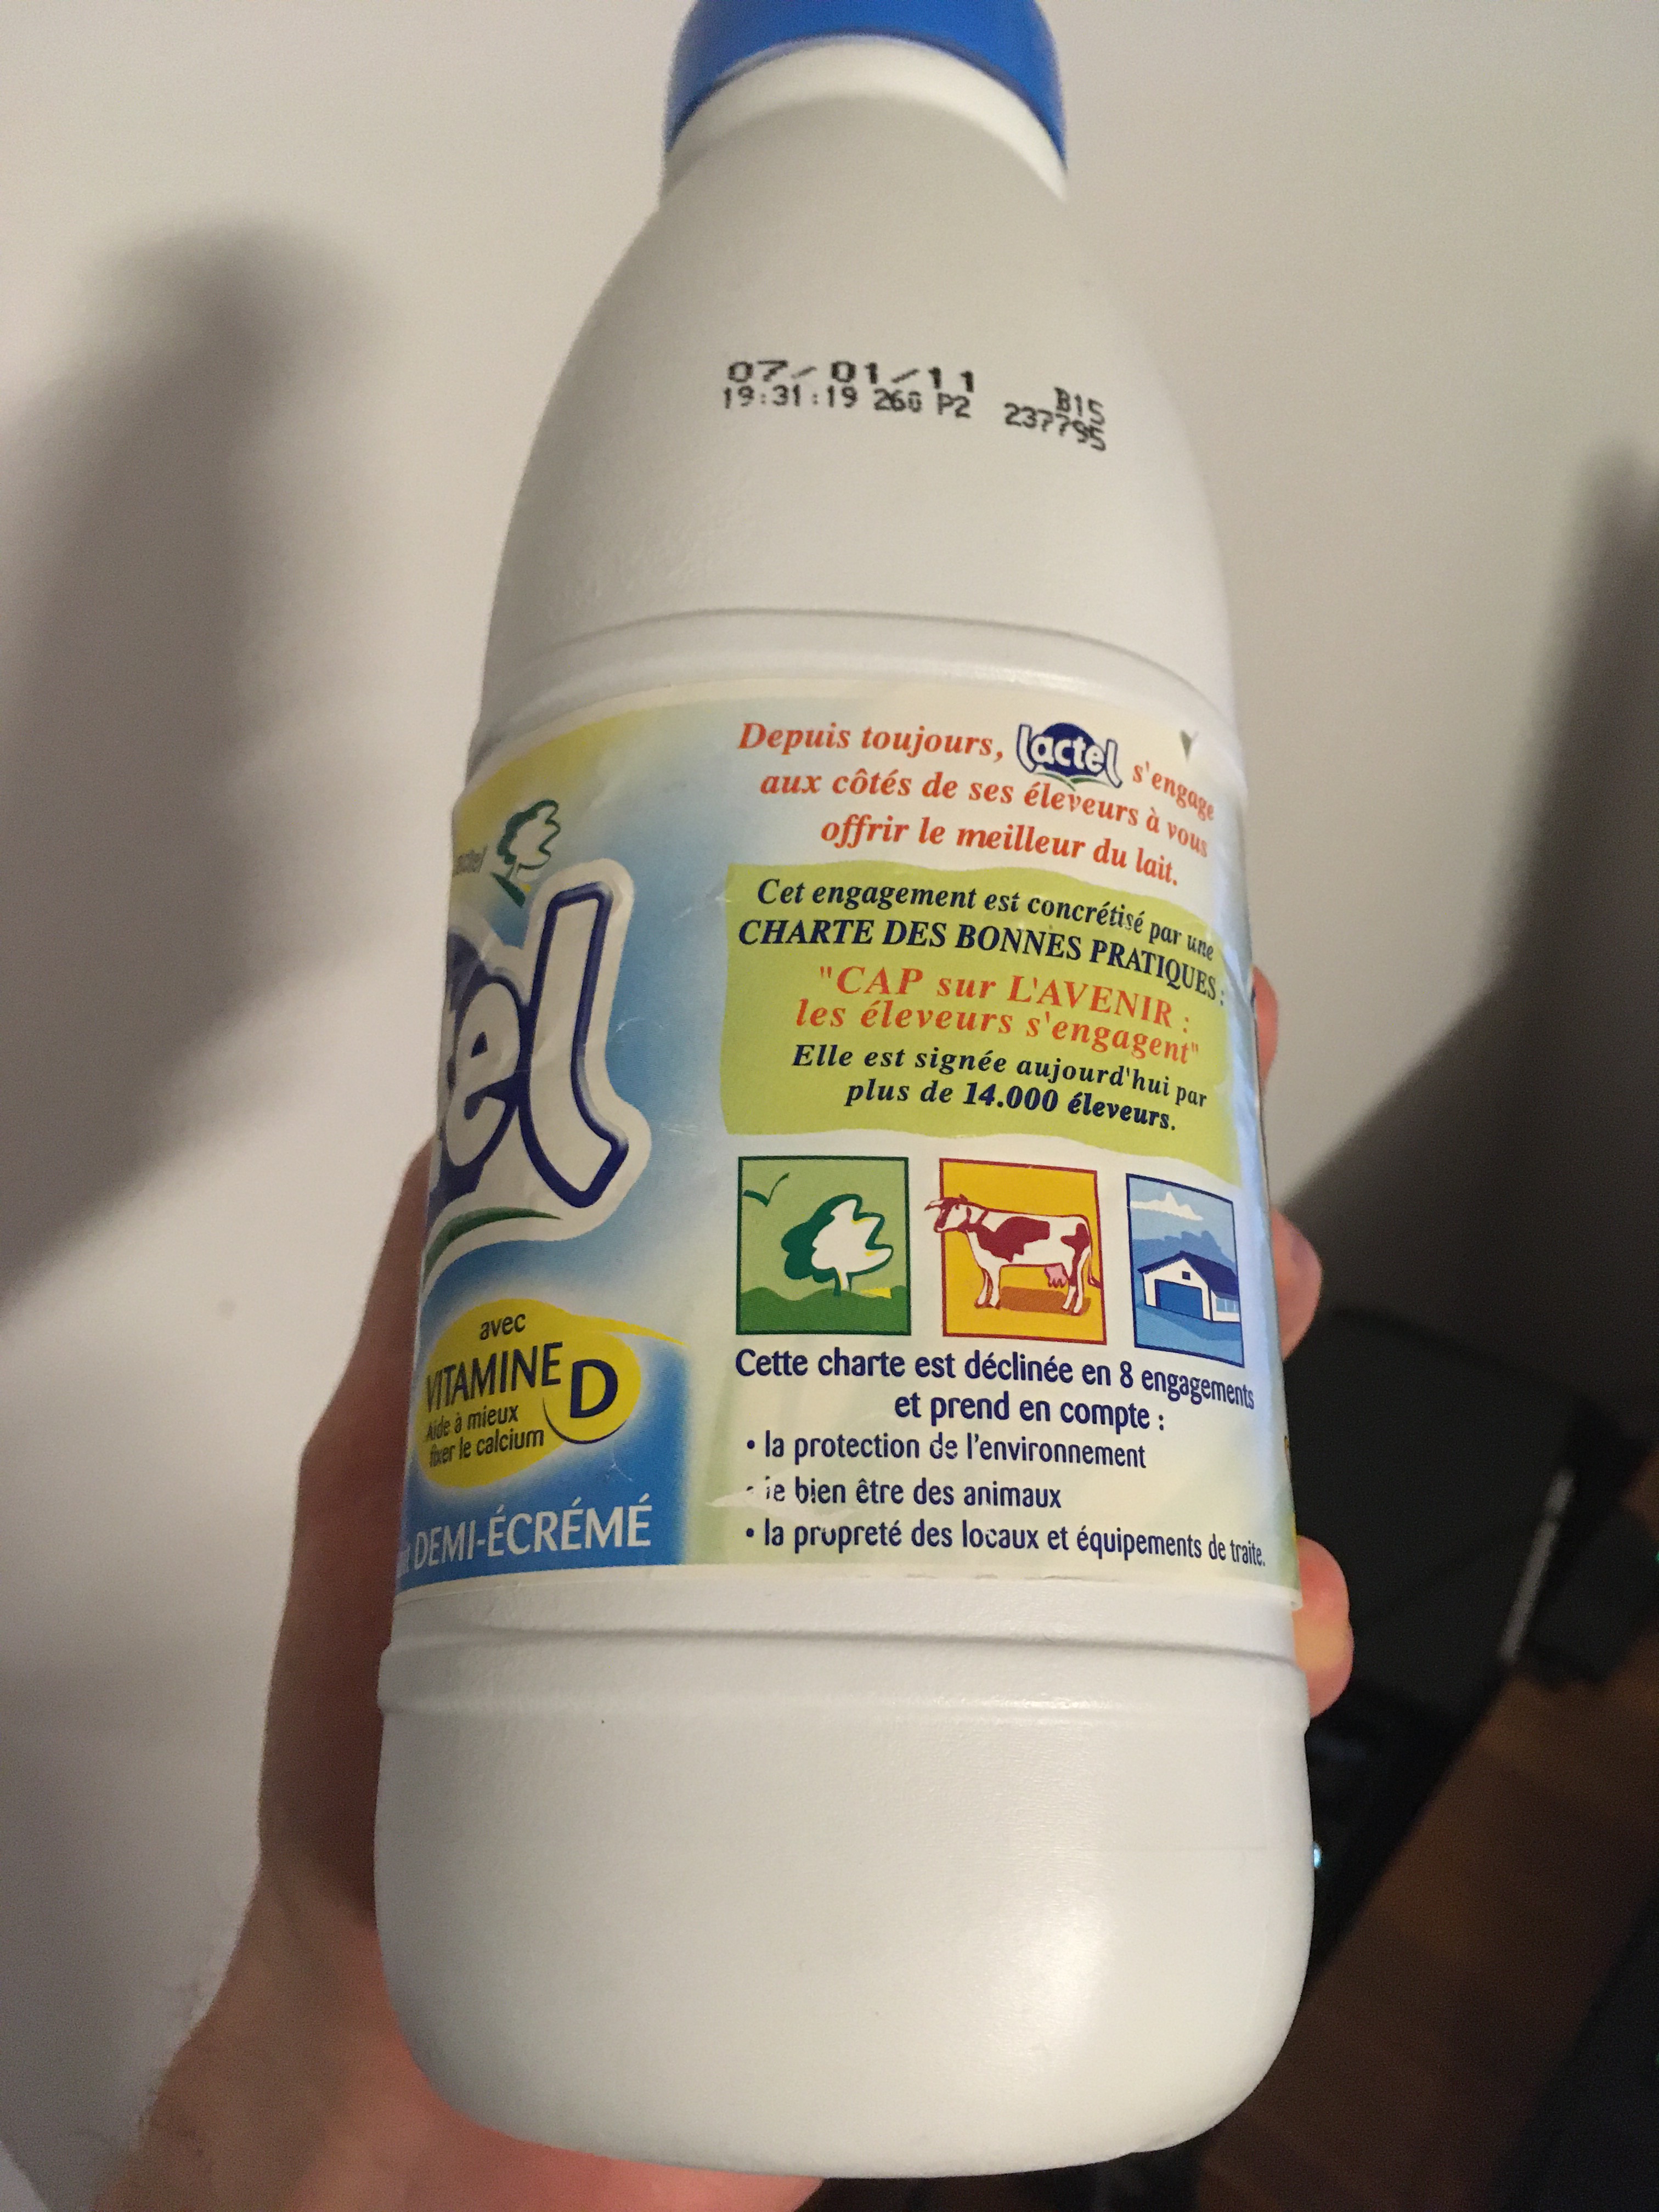 07/01/11
19:31:19 260 P2
B15
237795
Depuis toujours, lactel s'engage
aux côtés de ses éleveurs à vous
offrir le meilleur du lait.
Cet engagement est concrétisé par une
CHARTE DES BONNES PRATIQUES :
"CAP sur L'AVENIR :
les éleveurs s'engagent"
Elle est signée aujourd'hui par
plus de 14.000 éleveurs.
Cette charte est déclinée en 8 engagements
et prend en compte :
• la protection de l'environnement
• le bien être des animaux
• la propreté des locaux et équipements de traite.
tel
avec
VITAMINE D
Aide à mieux
fixer le calcium
DEMI-ÉCRÉMÉ